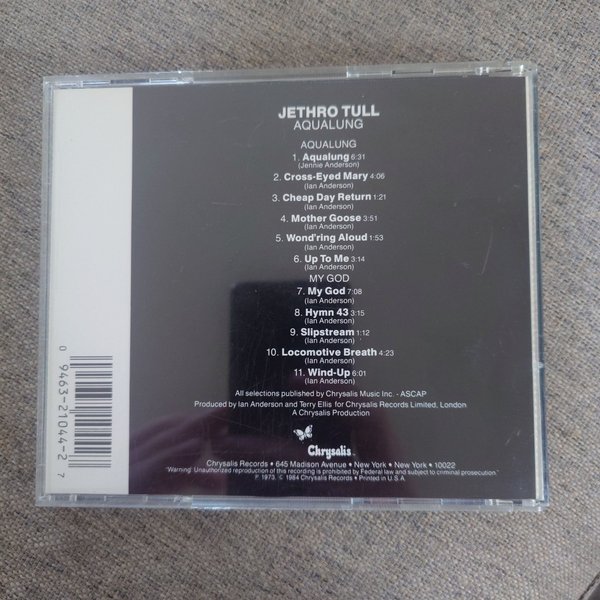 JETHRO TULL
AQUALUNG
AQUALUNG
1. Aqualung 6:31
(Jennie Anderson)
2. Cross-Eyed Mary 4:06
(Ian Anderson)
3. Cheap Day Return 1:21
(Ian Anderson)
4. Mother Goose 3:51
(Ian Anderson)
5. Wond'ring Aloud 1:53
(Ian Anderson)
6. Up To Me 3:14
(Ian Anderson)
MY GOD
7. My God 7:08
(Ian Anderson)
8. Hymn 43 3:15
(Ian Anderson)
9. Slipstream 1:12
(Ian Anderson)
10. Locomotive Breath 4:23
(Ian Anderson)
11. Wind-Up 6:01
(Ian Anderson)
All selections published by Chrysalis Music Inc. - ASCAP
Produced by Ian Anderson and Terry Ellis for Chrysalis Records Limited, London
A Chrysalis Production
Chrysalis
Chrysalis Records • 645 Madison Avenue • New York • New York • 10022
"Warning: Unauthorized reproduction of this recording is prohibited by Federal law and subject to criminal prosecution."
℗ 1973, © 1984 Chrysalis Records • Printed in U.S.A.
0 9463-21044-2 7